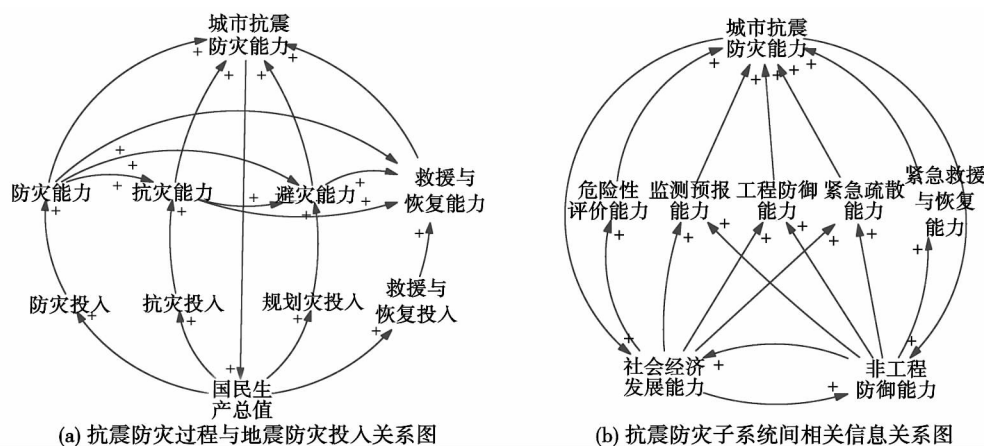 城市抗震
防灾能力
防灾能力
抗灾能力
避灾能力
救援与
恢复能力
防灾投入
抗灾投入
规划灾投入
救援与
恢复投入
国民生
产总值
(a) 抗震防灾过程与地震防灾投入关系图
城市抗震
防灾能力
危险性
评价能力
监测预报
能力
工程防御
能力
紧急疏散
能力
紧急救援
与恢复
能力
社会经济
发展能力
非工程
防御能力
(b) 抗震防灾子系统间相关信息关系图